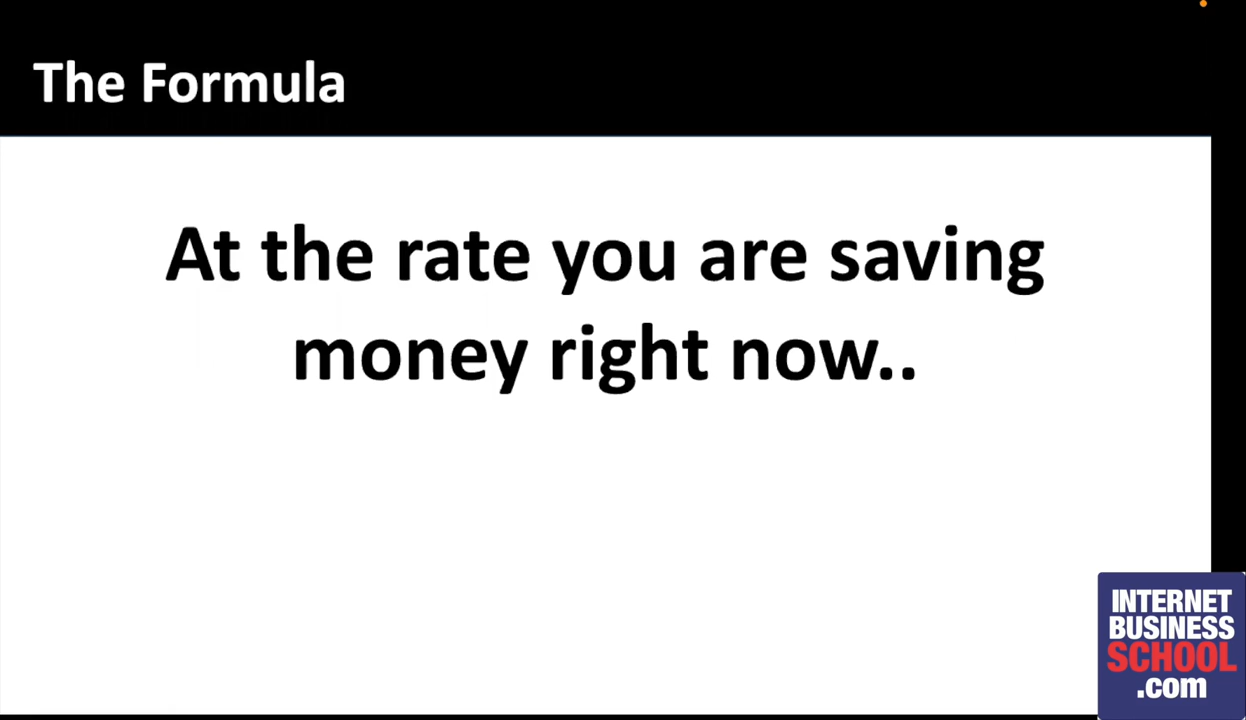 The Formula
At the rate you are saving
money right now..
INTERNET
BUSINESS
SCHOOL
.com